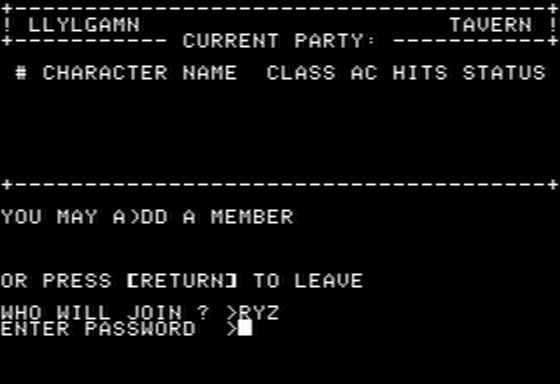 +--------------------------------------+
! LLYLGAMN                      TAVERN !
+----------- CURRENT PARTY: -----------+
 # CHARACTER NAME  CLASS AC HITS STATUS
+--------------------------------------+
YOU MAY A)DD A MEMBER
OR PRESS [RETURN] TO LEAVE
WHO WILL JOIN ? >RYZ
ENTER PASSWORD  >